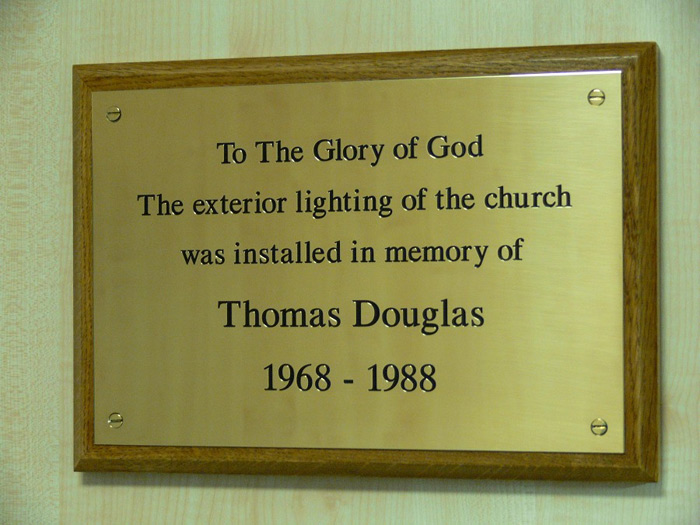 To The Glory of God
The exterior lighting of the church
was installed in memory of
Thomas Douglas
1968 - 1988